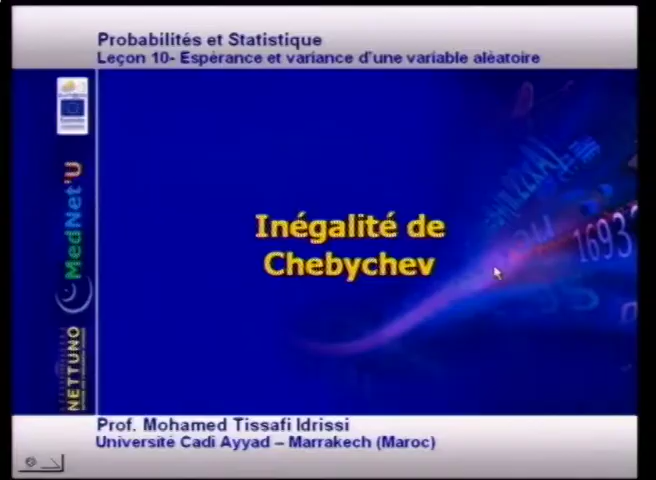 Probabilités et Statistique
Leçon 10- Espérance et variance d'une variable aléatoire
MedNet'U
NETTUNO
Inégalité de
Chebychev
1693
Prof. Mohamed Tissafi Idrissi
Université Cadi Ayyad – Marrakech (Maroc)